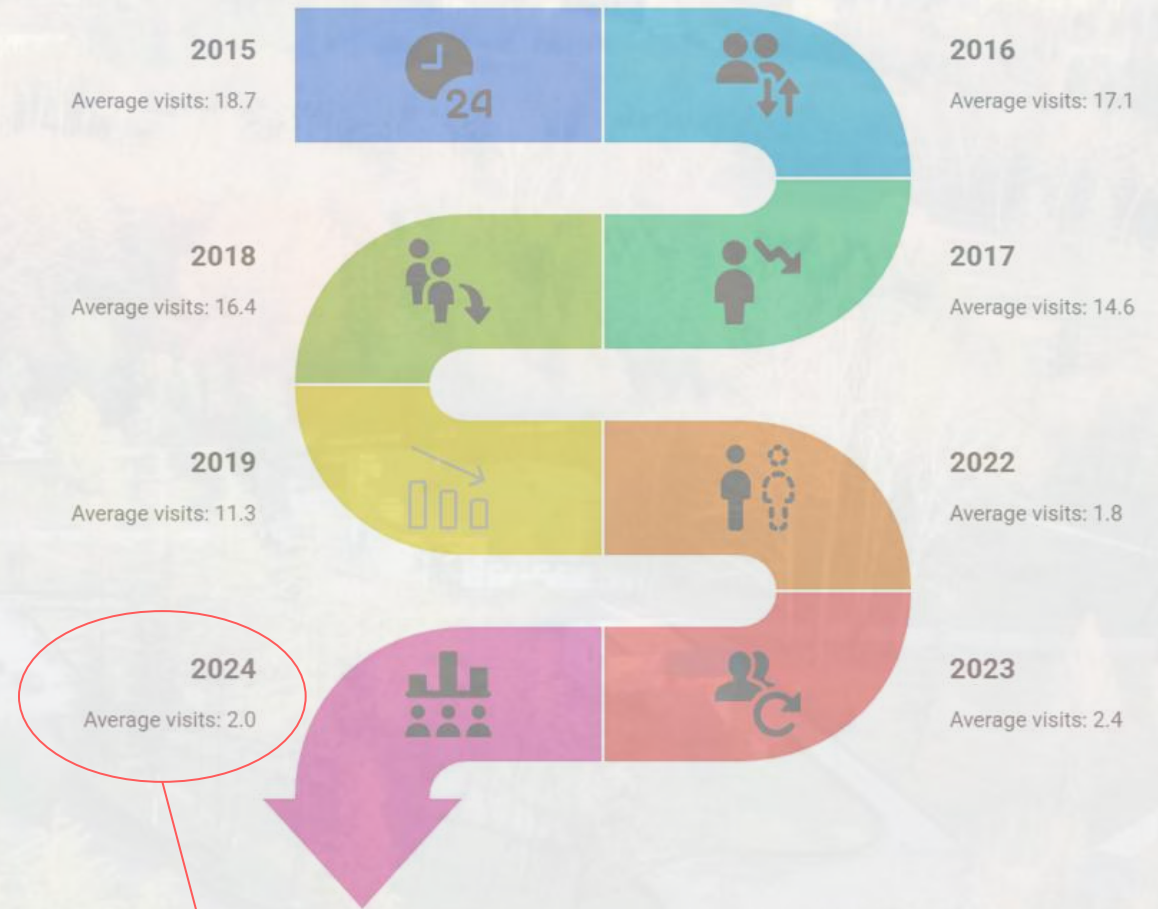 2015
Average visits: 18.7
24
2016
Average visits: 17.1
2017
Average visits: 14.6
2018
Average visits: 16.4
2019
Average visits: 11.3
2022
Average visits: 1.8
2023
Average visits: 2.4
2024
Average visits: 2.0